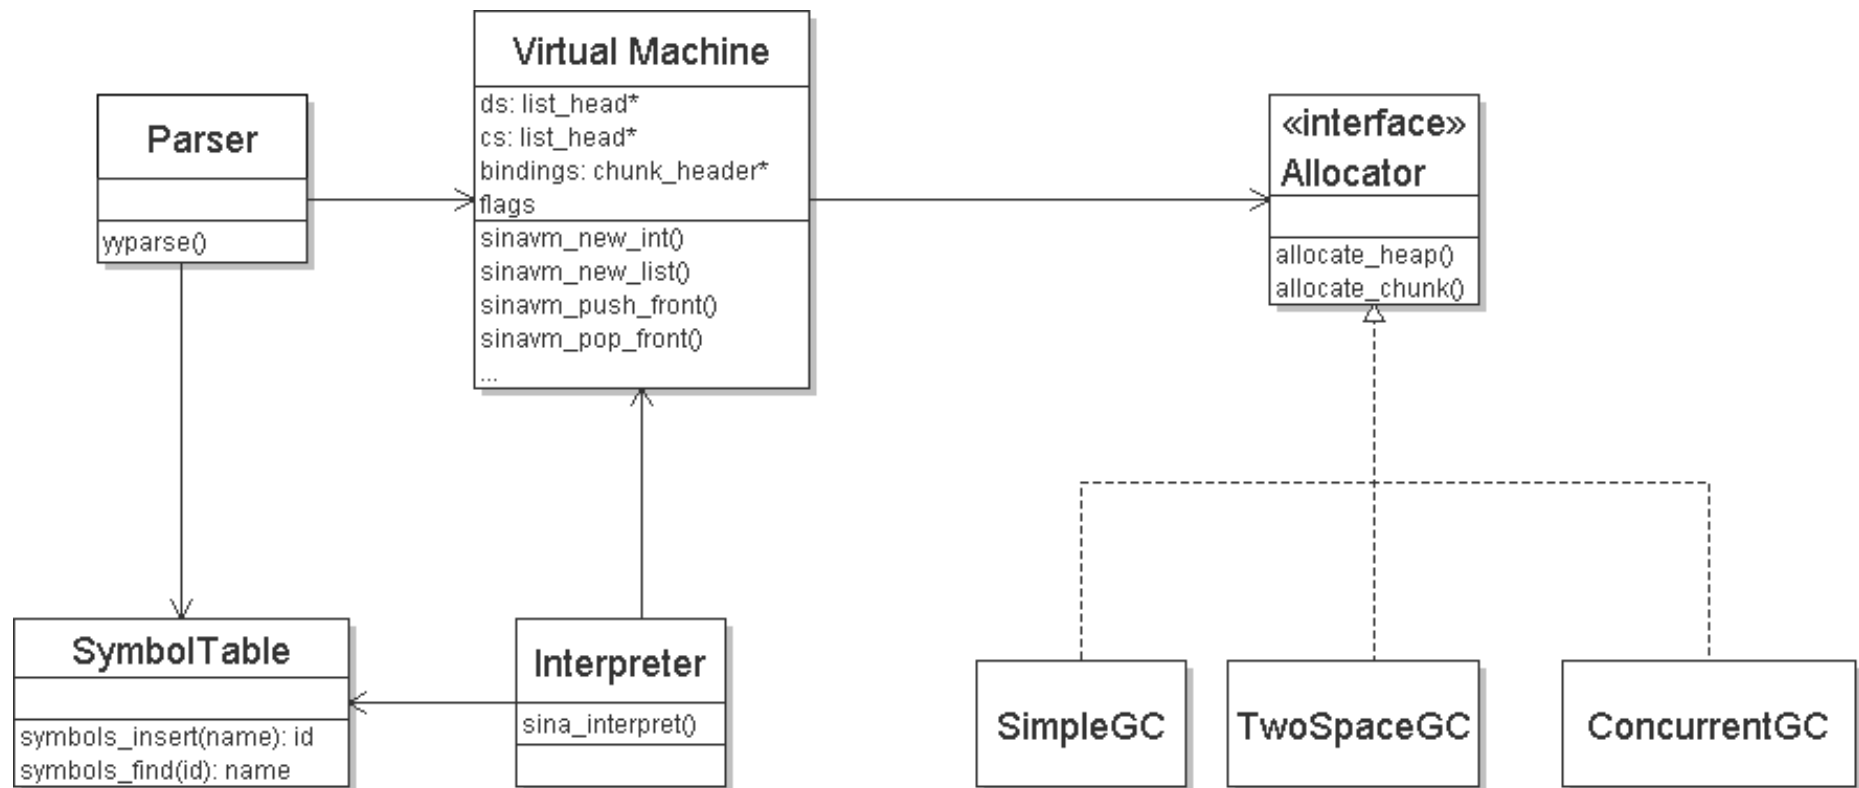 Virtual Machine
ds: list_head*
cs: list_head*
bindings: chunk_header*
flags
sinavm_new_int()
sinavm_new_list()
sinavm_push_front()
sinavm_pop_front()
...
Parser
yyparse()
«interface»
Allocator
allocate_heap()
allocate_chunk()
SymbolTable
symbols_insert(name): id
symbols_find(id): name
Interpreter
sina_interpret()
SimpleGC
TwoSpaceGC
ConcurrentGC